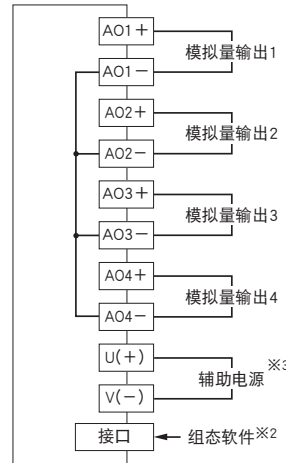 AO1+
模拟量输出1
AO1−
AO2+
模拟量输出2
AO2−
AO3+
模拟量输出3
AO3−
AO4+
模拟量输出4
AO4−
U(+)
辅助电源※3
V(−)
接口
组态软件※2